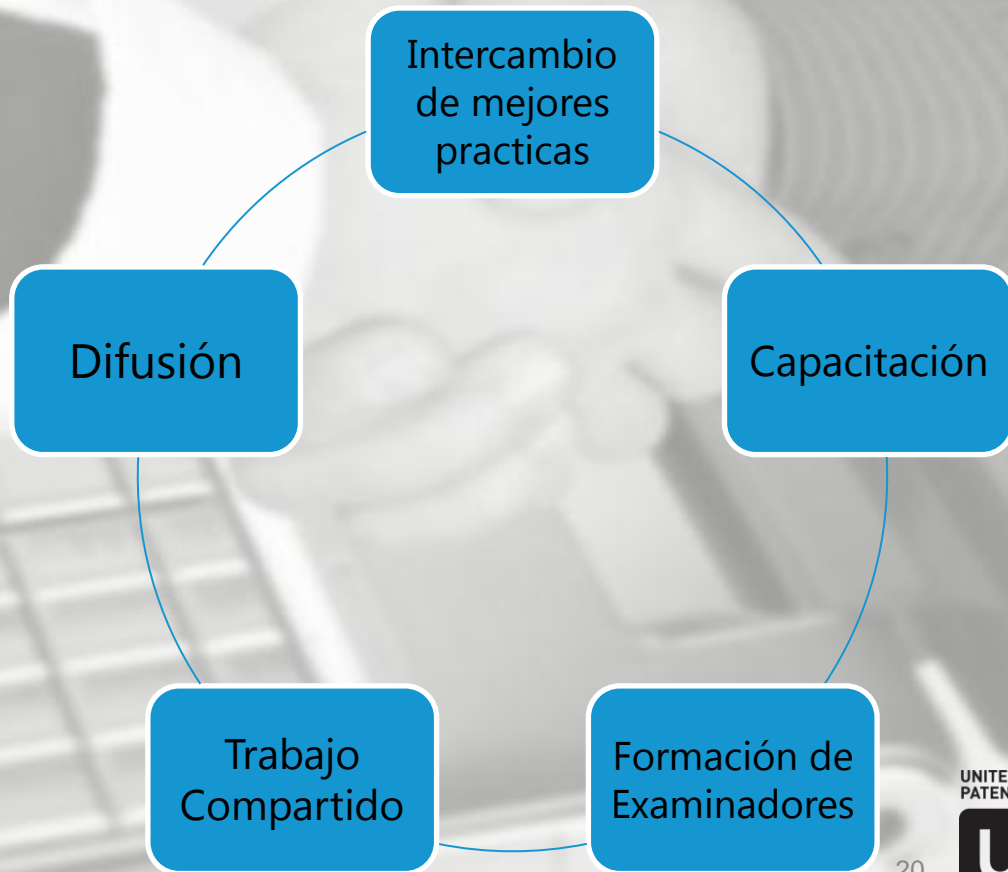 Intercambio
de mejores
practicas
Difusión
Capacitación
Trabajo
Compartido
Formación de
Examinadores
UNITE
PATEN
U
20